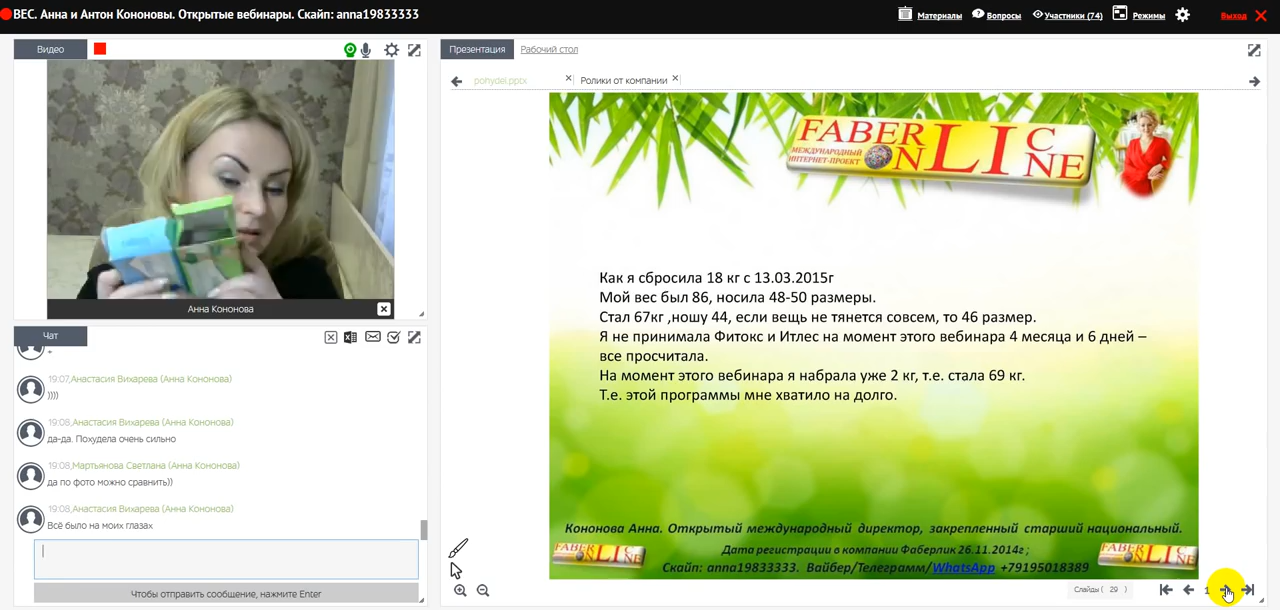 ВЕС. Анна и Антон Кононовы. Открытые вебинары. Скайп: anna19833333
Материалы
Вопросы
Участники (74)
Режимы
Выход
Видео
Анна Кононова
Чат
+
19:07,Анастасия Вихарева (Анна Кононова)
))))
19:08,Анастасия Вихарева (Анна Кононова)
да-да. Похудела очень сильно
19:08,Мартьянова Светлана (Анна Кононова)
да по фото можно сравнить))
19:08,Анастасия Вихарева (Анна Кононова)
Всё было на моих глазах
Чтобы отправить сообщение, нажмите Enter
Презентация
Рабочий стол
pohydei.pptx
Ролики от компании
FABERLIC
МЕЖДУНАРОДНЫЙ
ИНТЕРНЕТ-ПРОЕКТ
ONLINE
Как я сбросила 18 кг с 13.03.2015г
Мой вес был 86, носила 48-50 размеры.
Стал 67кг ,ношу 44, если вещь не тянется совсем, то 46 размер.
Я не принимала Фитокс и Итлес на момент этого вебинара 4 месяца и 6 дней –
все просчитала.
На момент этого вебинара я набрала уже 2 кг, т.е. стала 69 кг.
Т.е. этой программы мне хватило на долго.
Кононова Анна. Открытый международный директор, закрепленный старший национальный.
Дата регистрации в компании Фаберлик 26.11.2014г ;
Скайп: anna19833333. Вайбер/Телеграмм/WhatsApp +79195018389
FABERLIC
ONLINE
FABERLIC
ONLINE
Слайды ( 29 )
1